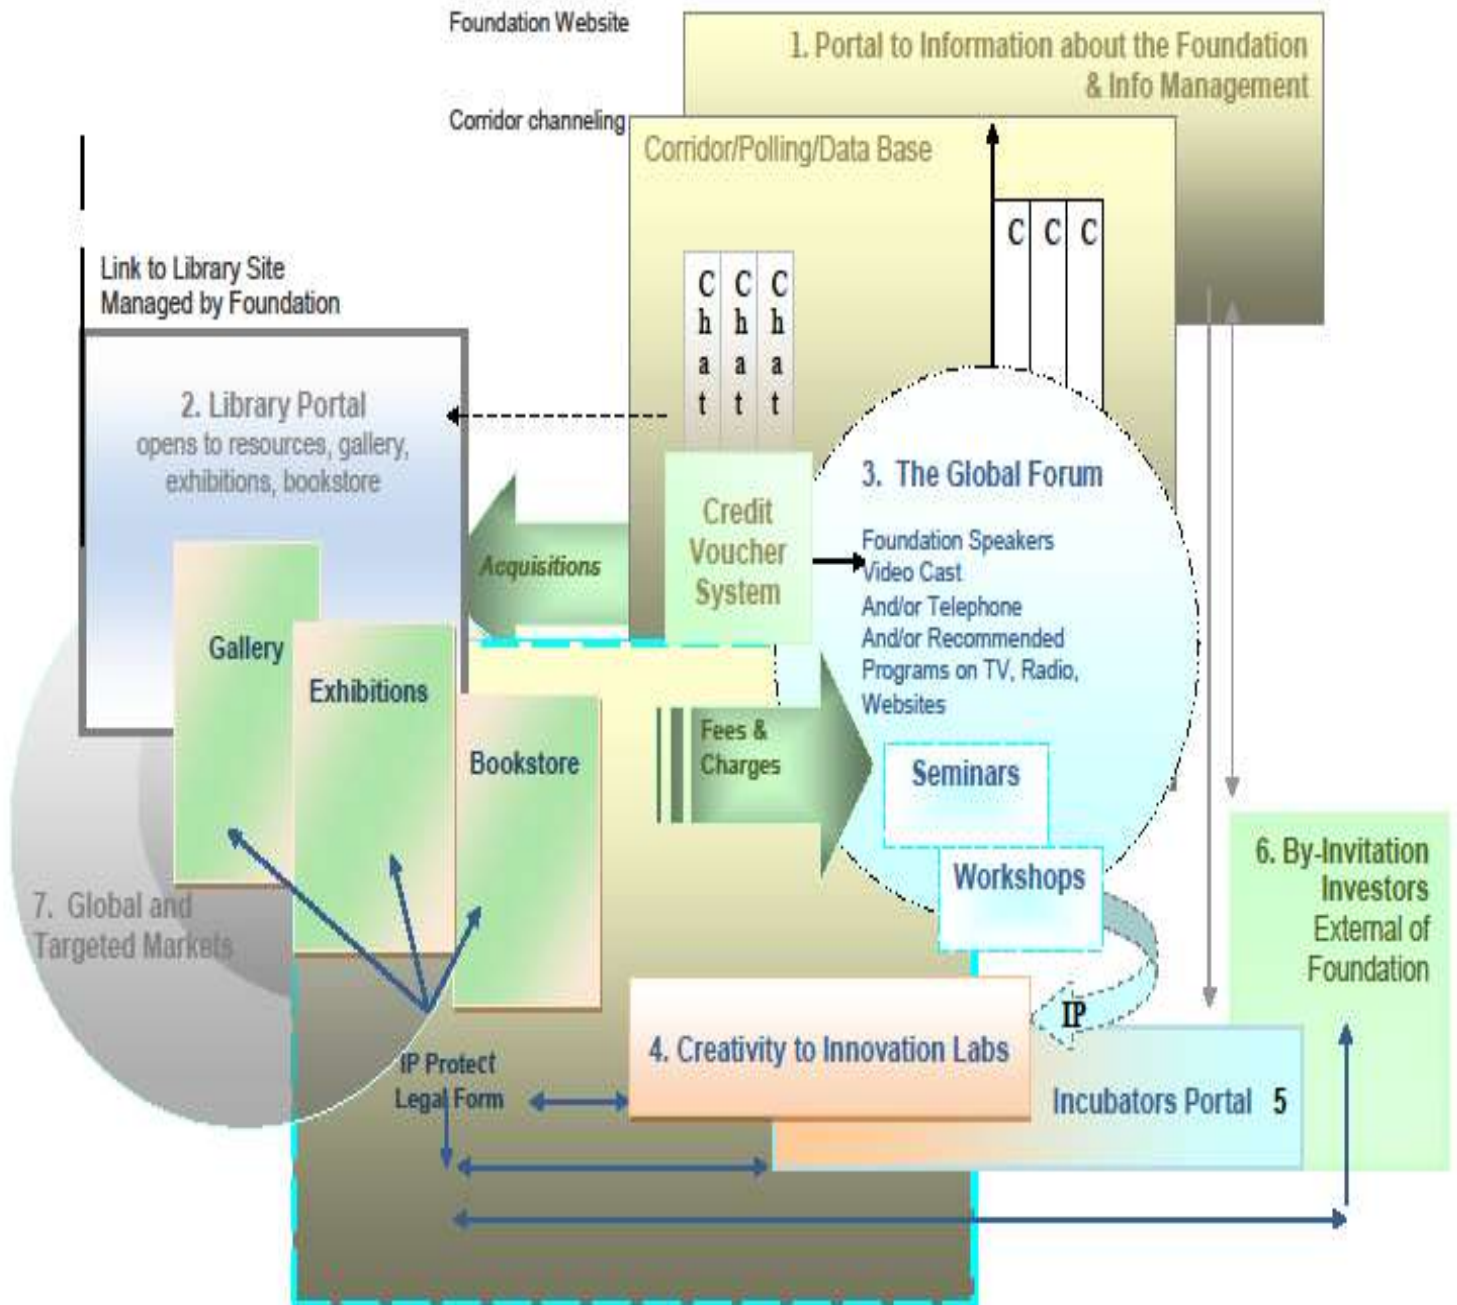 Foundation Website
1. Portal to Information about the Foundation
& Info Management
Corridor channeling
Corridor/Polling/Data Base
C C C
Chat Chat Chat
Link to Library Site
Managed by Foundation
2. Library Portal
opens to resources, gallery,
exhibitions, bookstore
Acquisitions
Credit
Voucher
System
3. The Global Forum
Foundation Speakers
Video Cast
And/or Telephone
And/or Recommended
Programs on TV, Radio,
Websites
Gallery
Exhibitions
Bookstore
Fees &
Charges
Seminars
Workshops
6. By-Invitation
Investors
External of
Foundation
7. Global and
Targeted Markets
IP
4. Creativity to Innovation Labs
IP Protect
Legal Form
Incubators Portal 5